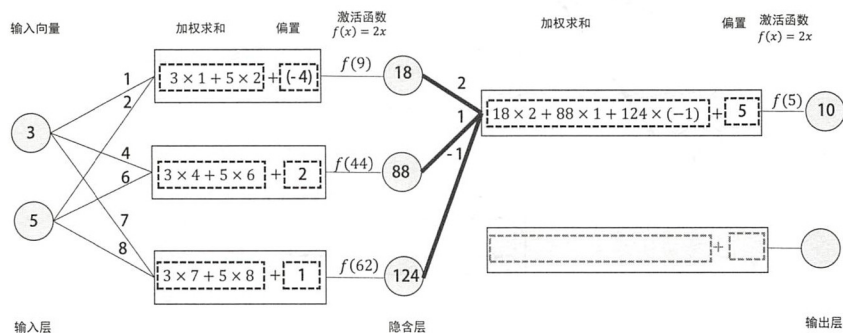 输入向量
加权求和
偏置
激活函数
f(x) = 2x
加权求和
偏置
激活函数
f(x) = 2x
1
2
3 × 1 + 5 × 2
+
(-4)
f(9)
18
2
18 × 2 + 88 × 1 + 124 × (−1)
+
5
f(5)
10
3
4
6
3 × 4 + 5 × 6
+
2
f(44)
88
1
-1
5
7
8
3 × 7 + 5 × 8
+
1
f(62)
124
+
输入层
隐含层
输出层